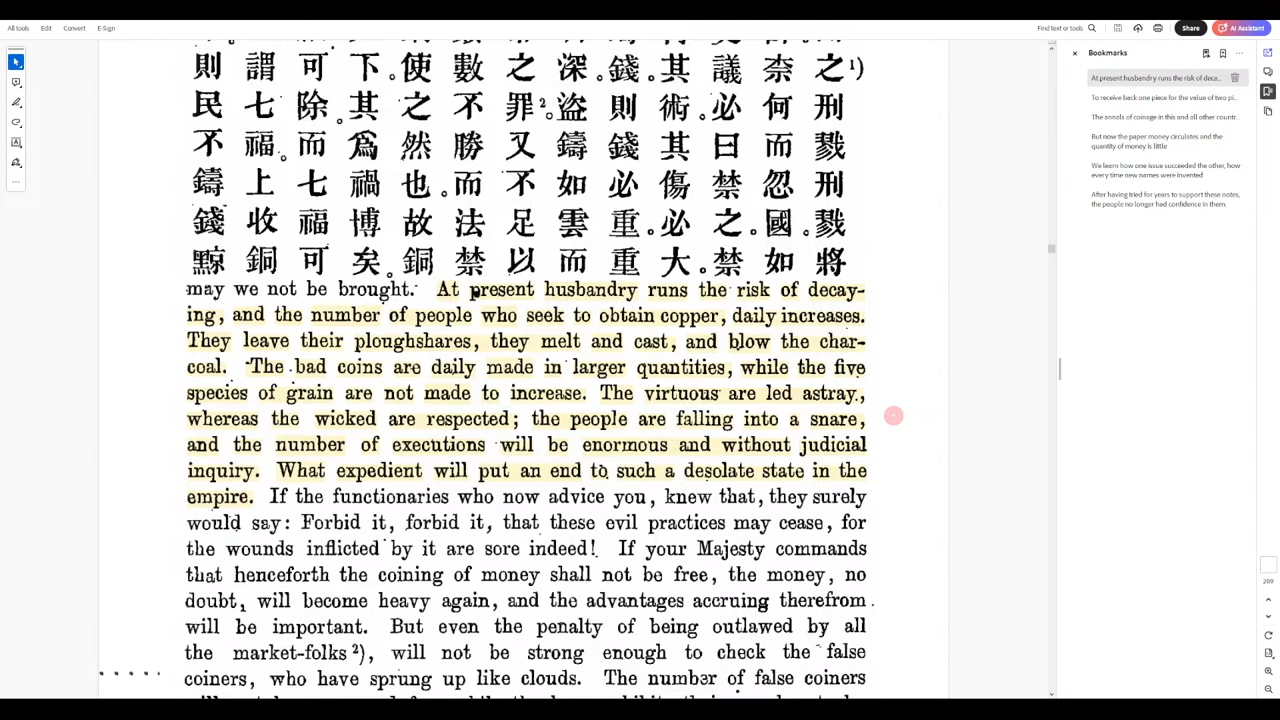 之¹)刑戮刑戮將
柰何而忽國。如
議必曰禁之。禁
其術其傷必。大。
錢。則錢必重重
深。盜鑄如雲而
之罪².又不足以
數不勝而法禁
使之然也。故銅
下。其爲禍博矣。
可除。而七福可
謂七福。上收銅
則民不鑄錢黥
may we not be brought. At present husbandry runs the risk of decay-
ing, and the number of people who seek to obtain copper, daily increases.
They leave their ploughshares, they melt and cast, and blow the char-
coal. The bad coins are daily made in larger quantities, while the five
species of grain are not made to increase. The virtuous are led astray,
whereas the wicked are respected; the people are falling into a snare,
and the number of executions will be enormous and without judicial
inquiry. What expedient will put an end to such a desolate state in the
empire. If the functionaries who now advice you, knew that, they surely
would say: Forbid it, forbid it, that these evil practices may cease, for
the wounds inflicted by it are sore indeed! If your Majesty commands
that henceforth the coining of money shall not be free, the money, no
doubt, will become heavy again, and the advantages accruing therefrom
will be important. But even the penalty of being outlawed by all
the market-folks²), will not be strong enough to check the false
coiners, who have sprung up like clouds. The number of false coiners
All tools Edit Convert E-Sign
Find text or tools
Share
AI Assistant
Bookmarks
At present husbandry runs the risk of deca...
To receive back one piece for the value of two pi...
The annals of coinage in this and all other countr...
But now the paper money circulates and the
quantity of money is little
We learn how one issue succeeded the other, how
every time new names were invented
After having tried for years to support these notes,
the people no longer had confidence in them.
269